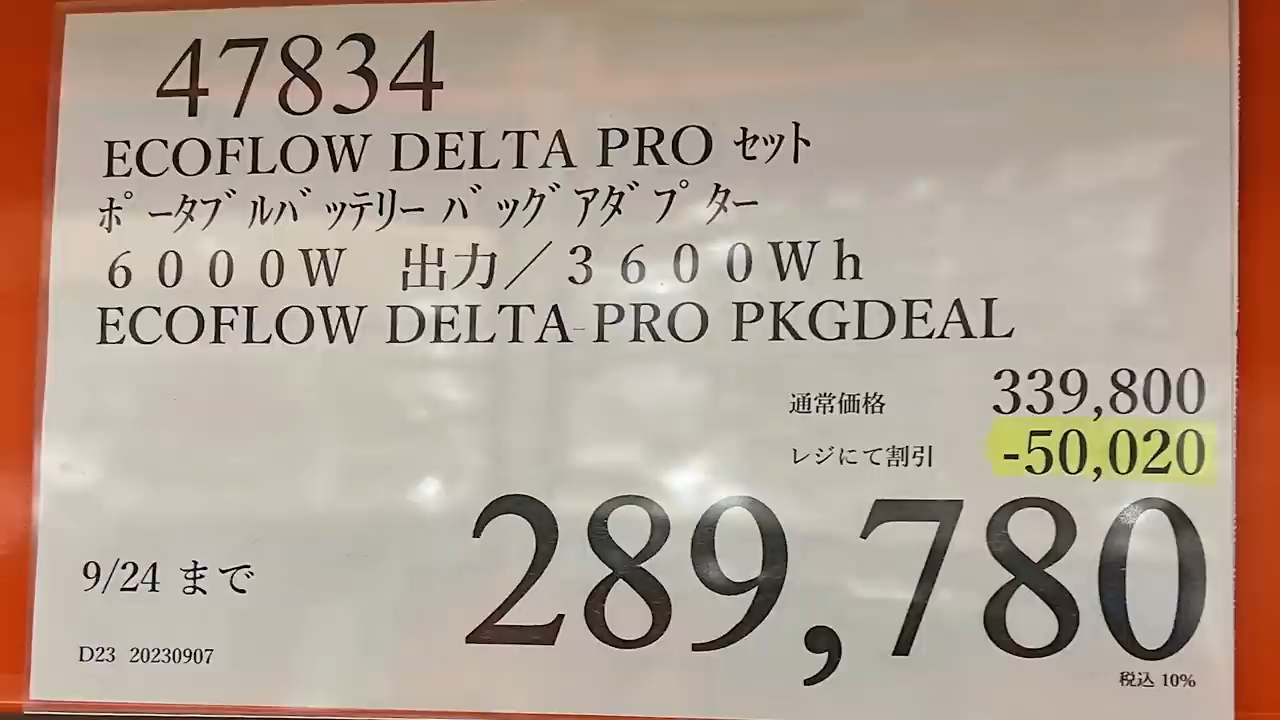 47834
ECOFLOW DELTA PRO セット
ﾎﾟｰﾀﾌﾞﾙﾊﾞｯﾃﾘｰ ﾊﾞｯｸﾞｱﾀﾞﾌﾟﾀｰ
６０００Ｗ　出力／３６００Ｗｈ
ECOFLOW DELTA PRO PKGDEAL
通常価格 339,800
レジにて割引 -50,020
289,780
9/24 まで
D23 20230907
税込 10%